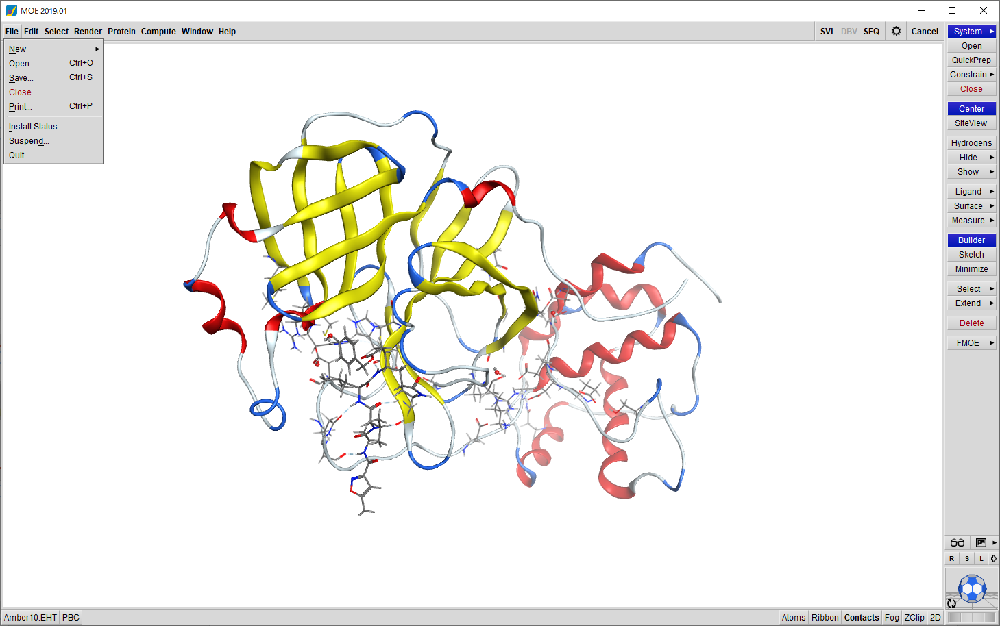 MOE 2019.01
File Edit Select Render Protein Compute Window Help
SVL DBV SEQ Cancel
New
Open... Ctrl+O
Save... Ctrl+S
Close
Print... Ctrl+P
Install Status...
Suspend...
Quit
System
Open
QuickPrep
Constrain
Close
Center
SiteView
Hydrogens
Hide
Show
Ligand
Surface
Measure
Builder
Sketch
Minimize
Select
Extend
Delete
FMOE
R S L
Amber10:EHT PBC
Atoms Ribbon Contacts Fog ZClip 2D